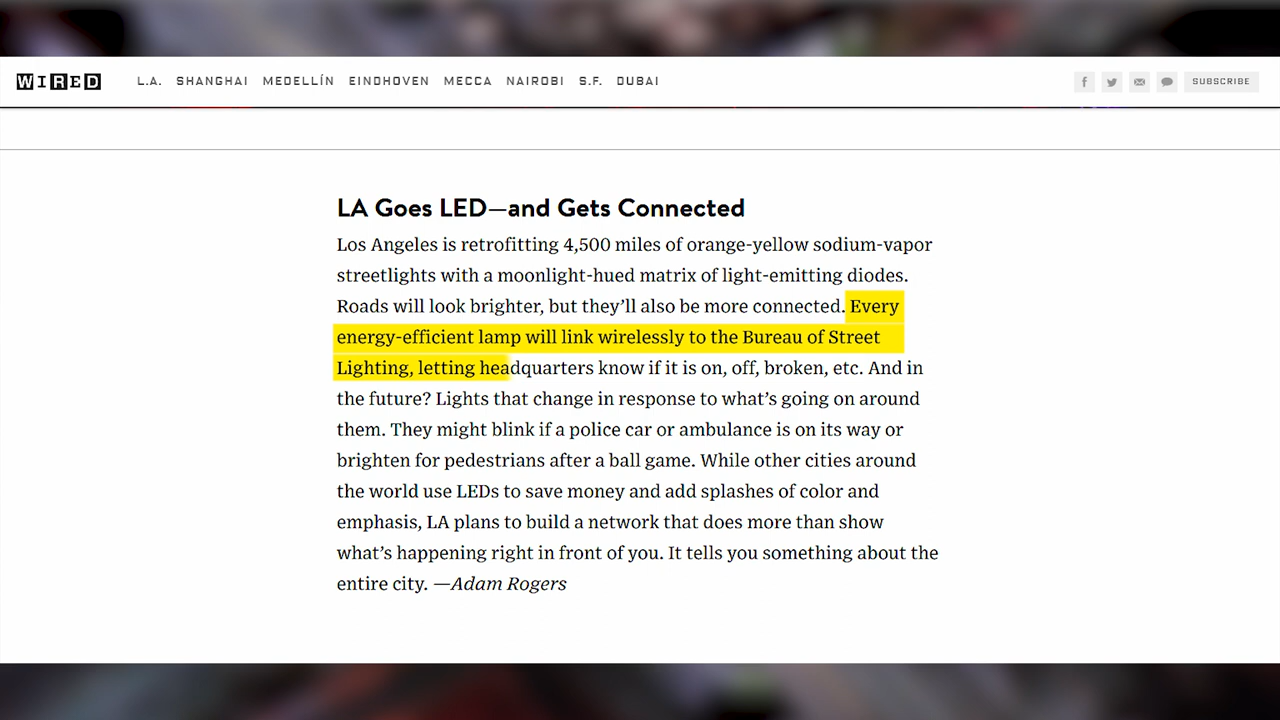 WIRED L.A. SHANGHAI MEDELLÍN EINDHOVEN MECCA NAIROBI S.F. DUBAI SUBSCRIBE
LA Goes LED—and Gets Connected
Los Angeles is retrofitting 4,500 miles of orange-yellow sodium-vapor
streetlights with a moonlight-hued matrix of light-emitting diodes.
Roads will look brighter, but they’ll also be more connected. Every
energy-efficient lamp will link wirelessly to the Bureau of Street
Lighting, letting headquarters know if it is on, off, broken, etc. And in
the future? Lights that change in response to what’s going on around
them. They might blink if a police car or ambulance is on its way or
brighten for pedestrians after a ball game. While other cities around
the world use LEDs to save money and add splashes of color and
emphasis, LA plans to build a network that does more than show
what’s happening right in front of you. It tells you something about the
entire city. —Adam Rogers